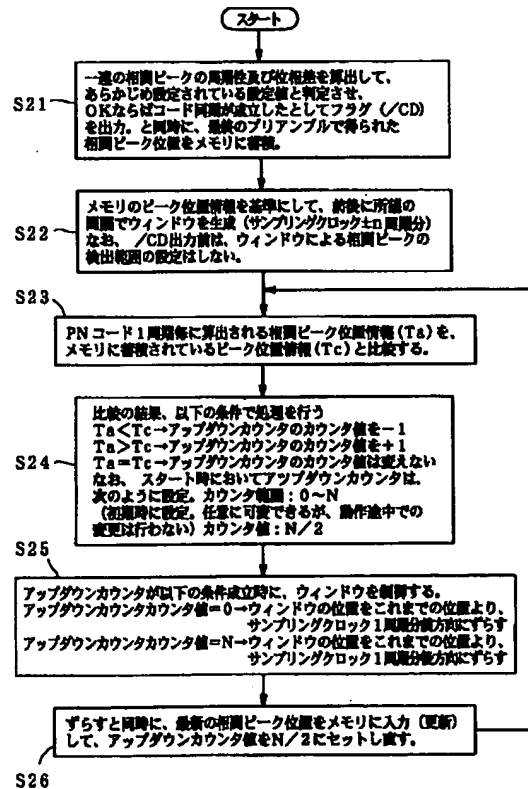 スタート
S21
一連の相関ピークの周期性及び位相差を算出して、
あらかじめ設定されている設定値と判定させ、
OKならばコード同期が成立したとしてフラグ(/CD)
を出力。と同時に、最終のプリアンブルで得られた
相関ピーク位置をメモリに蓄積。
S22
メモリのピーク位置情報を基準にして、前後に所望の
間でウィンドウを生成(サンプリングクロック±n周期分)
なお、/CD出力前は、ウィンドウによる相関ピークの
検出範囲の設定はしない。
S23
PNコード1周期毎に算出される相関ピーク位置情報(Ta)を、
メモリに蓄積されているピーク位置情報(Tc)と比較する。
S24
比較の結果、以下の条件で処理を行う
Ta<Tc→アップダウンカウンタのカウンタ値を-1
Ta>Tc→アップダウンカウンタのカウンタ値を+1
Ta=Tc→アップダウンカウンタのカウンタ値は変えない
なお、スタート時においてアツプダウンカウンタは、
次のように設定。カウンタ範囲:0~N
(初期時に設定。任意に可変できるが、動作途中での
変更は行わない)カウンタ値:N/2
S25
アップダウンカウンタが以下の条件成立時に、ウィンドウを制御する。
アップダウンカウンタカウンタ値=0→ウィンドウの位置をこれまでの位置より、
サンプリングクロック1周期分 方向にずらす
アップダウンカウンタカウンタ値=N→ウィンドウの位置をこれまでの位置より、
サンプリングクロック1周期分 方向にずらす
S26
ずらすと同時に、最新の相関ピーク位置をメモリに入力(更新)
して、アップダウンカウンタ値をN/2にセットし直す。